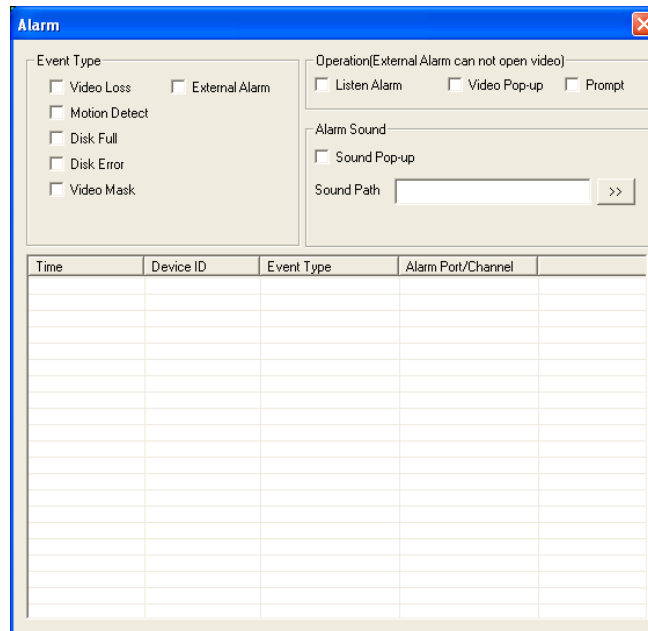 Alarm
Event Type
Video Loss External Alarm
Motion Detect
Disk Full
Disk Error
Video Mask
Operation(External Alarm can not open video)
Listen Alarm Video Pop-up Prompt
Alarm Sound
Sound Pop-up
Sound Path >>
Time Device ID Event Type Alarm Port/Channel